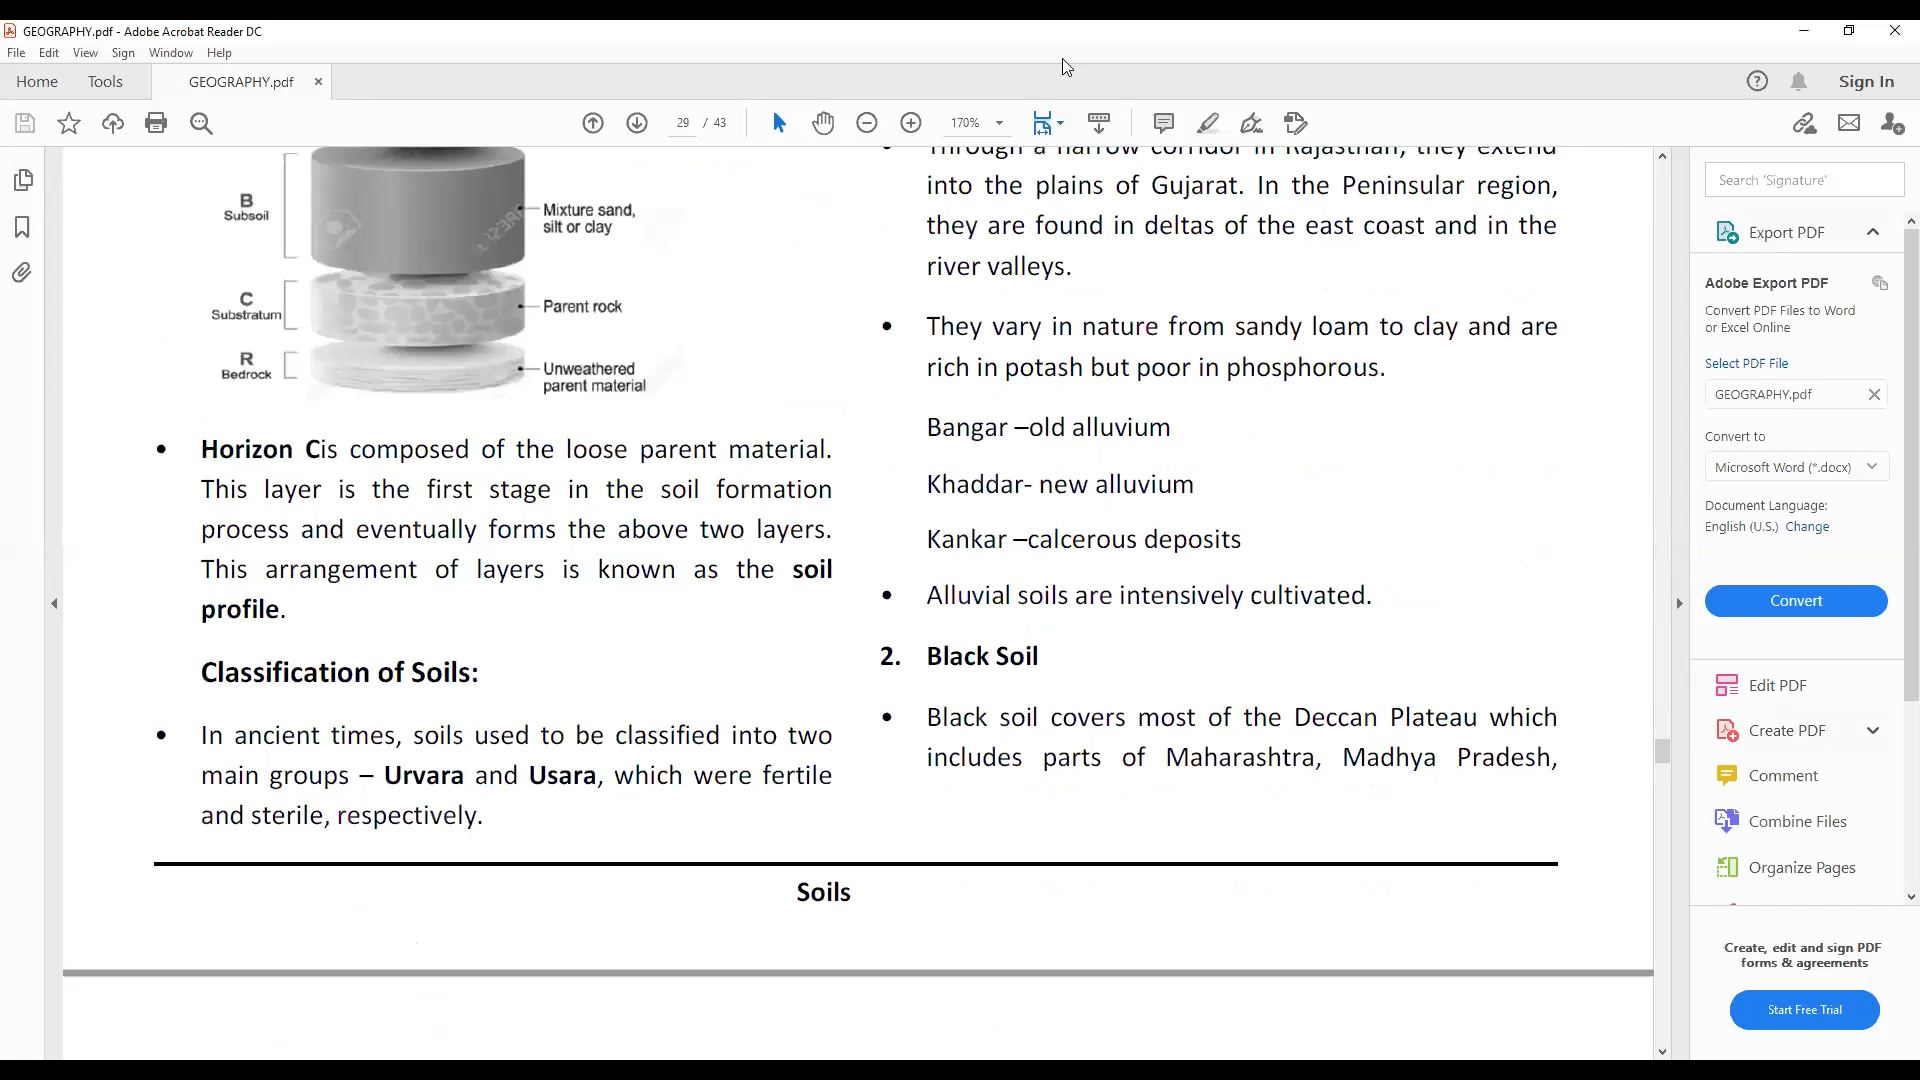 GEOGRAPHY.pdf - Adobe Acrobat Reader DC
File Edit View Sign Window Help
Home Tools GEOGRAPHY.pdf ×
Sign In
29 / 43
170%
B
Subsoil
Mixture sand,
silt or clay
C
Substratum
Parent rock
R
Bedrock
Unweathered
parent material
• Horizon Cis composed of the loose parent material.
This layer is the first stage in the soil formation
process and eventually forms the above two layers.
This arrangement of layers is known as the soil
profile.
Classification of Soils:
• In ancient times, soils used to be classified into two
main groups – Urvara and Usara, which were fertile
and sterile, respectively.
• Through a narrow corridor in Rajasthan, they extend
into the plains of Gujarat. In the Peninsular region,
they are found in deltas of the east coast and in the
river valleys.
• They vary in nature from sandy loam to clay and are
rich in potash but poor in phosphorous.
Bangar –old alluvium
Khaddar- new alluvium
Kankar –calcerous deposits
• Alluvial soils are intensively cultivated.
2. Black Soil
• Black soil covers most of the Deccan Plateau which
includes parts of Maharashtra, Madhya Pradesh,
Soils
Search 'Signature'
Export PDF
Adobe Export PDF
Convert PDF Files to Word
or Excel Online
Select PDF File
GEOGRAPHY.pdf
Convert to
Microsoft Word (*.docx)
Document Language:
English (U.S.) Change
Convert
Edit PDF
Create PDF
Comment
Combine Files
Organize Pages
Create, edit and sign PDF
forms & agreements
Start Free Trial